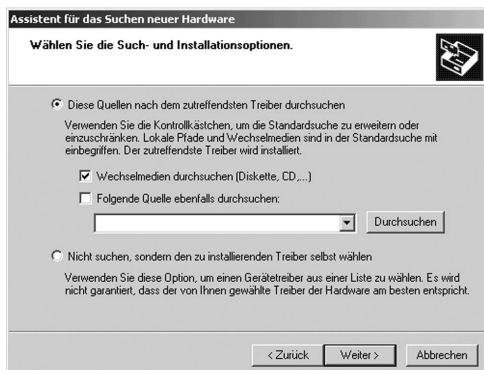 Assistent für das Suchen neuer Hardware
Wählen Sie die Such- und Installationsoptionen.
Diese Quellen nach dem zutreffendsten Treiber durchsuchen
Verwenden Sie die Kontrollkästchen, um die Standardsuche zu erweitern oder
einzuschränken. Lokale Pfade und Wechselmedien sind in der Standardsuche mit
einbegriffen. Der zutreffendste Treiber wird installiert.
Wechselmedien durchsuchen (Diskette, CD,...)
Folgende Quelle ebenfalls durchsuchen:
Durchsuchen
Nicht suchen, sondern den zu installierenden Treiber selbst wählen
Verwenden Sie diese Option, um einen Gerätetreiber aus einer Liste zu wählen. Es wird
nicht garantiert, dass der von Ihnen gewählte Treiber der Hardware am besten entspricht.
< Zurück Weiter > Abbrechen